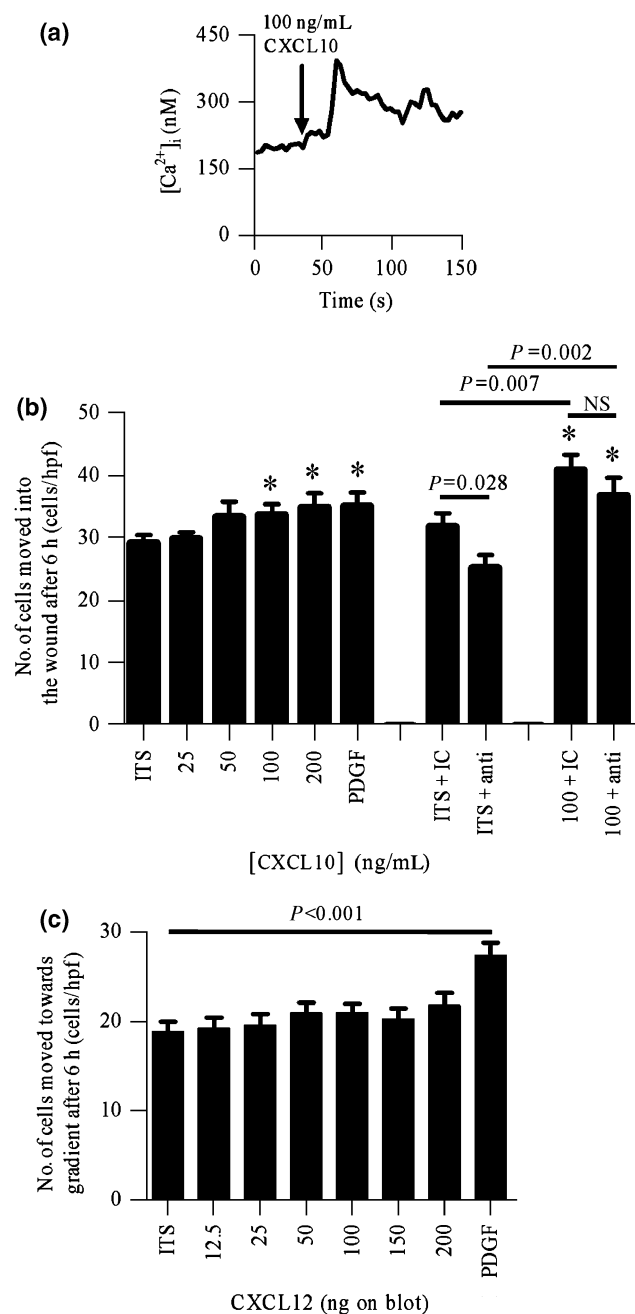 (a)
100 ng/mL
CXCL10
450
300
150
0
[Ca2+]i (nM)
0 50 100 150
Time (s)
(b)
P=0.002
P=0.007
NS
P=0.028
* * * * *
50
40
30
20
10
0
No. of cells moved into
the wound after 6 h (cells/hpf)
ITS
25
50
100
200
PDGF
ITS + IC
ITS + anti
100 + IC
100 + anti
[CXCL10] (ng/mL)
(c)
P<0.001
30
20
10
0
No. of cells moved towards
gradient after 6 h (cells/hpf)
ITS
12.5
25
50
100
150
200
PDGF
CXCL12 (ng on blot)